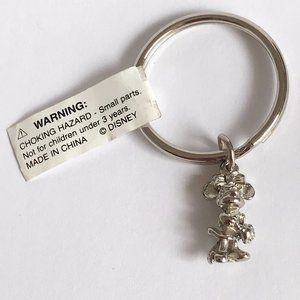 ⚠ WARNING:
CHOKING HAZARD - Small parts.
Not for children under 3 years.
MADE IN CHINA © DISNEY